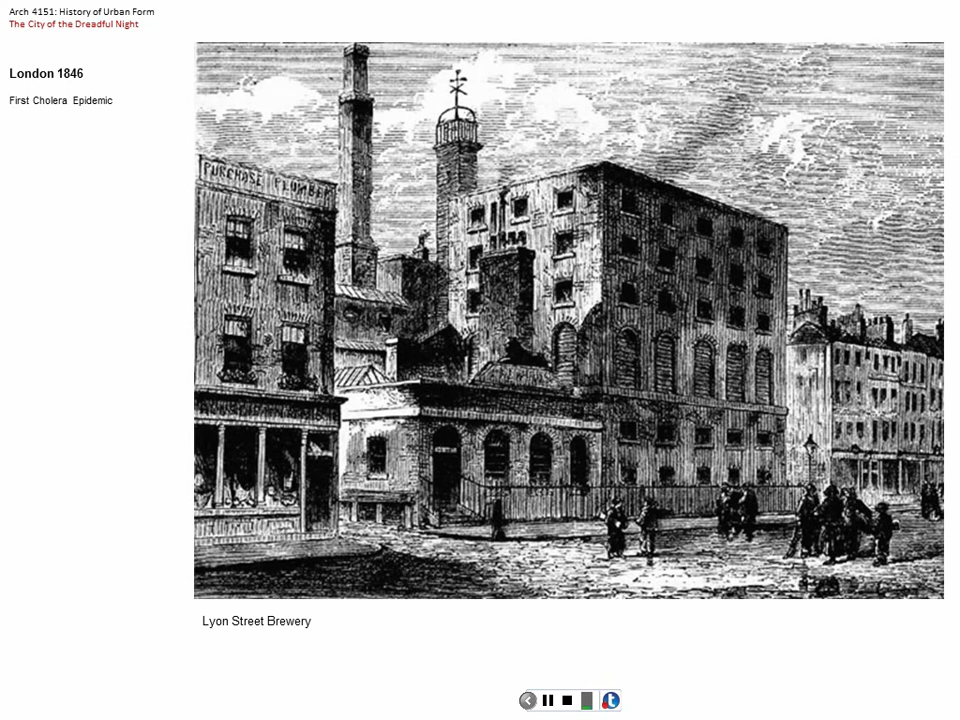 Arch 4151: History of Urban Form
The City of the Dreadful Night
London 1846
First Cholera Epidemic
PURCHASE PLUMBER
Lyon Street Brewery